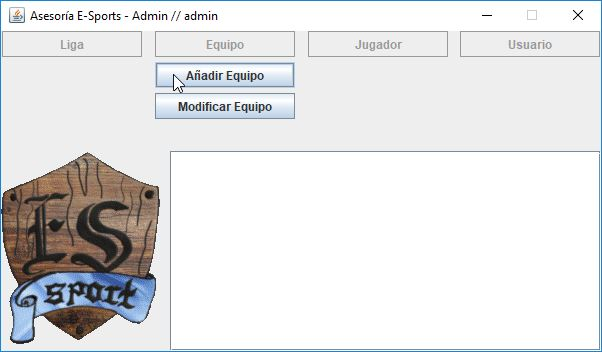 Asesoría E-Sports - Admin // admin
Liga Equipo Jugador Usuario
Añadir Equipo
Modificar Equipo
ES
sport